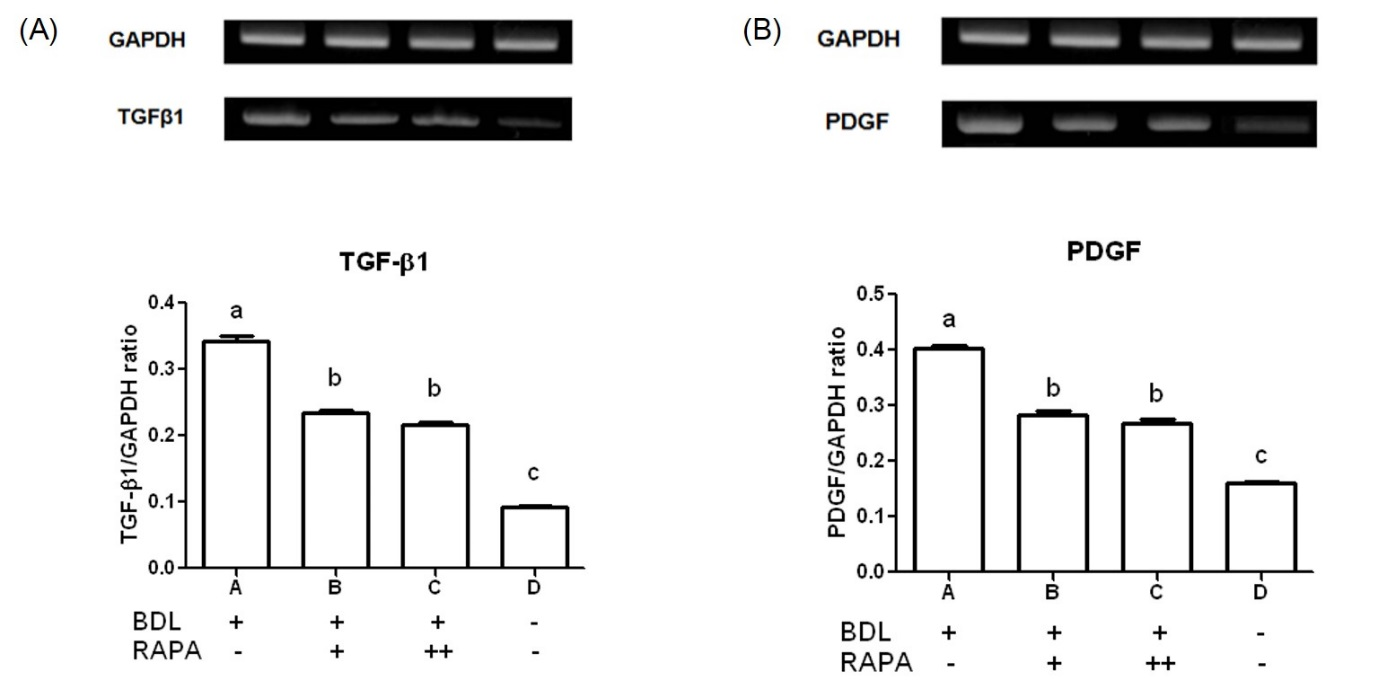 (A)
GAPDH
TGFβ1
TGF-β1
TGF-β1/GAPDH ratio
0.4
0.3
0.2
0.1
0.0
a
b
b
c
A B C D
BDL + + + -
RAPA - + ++ -
(B)
GAPDH
PDGF
PDGF
PDGF/GAPDH ratio
0.5
0.4
0.3
0.2
0.1
0.0
a
b
b
c
A B C D
BDL + + + -
RAPA - + ++ -